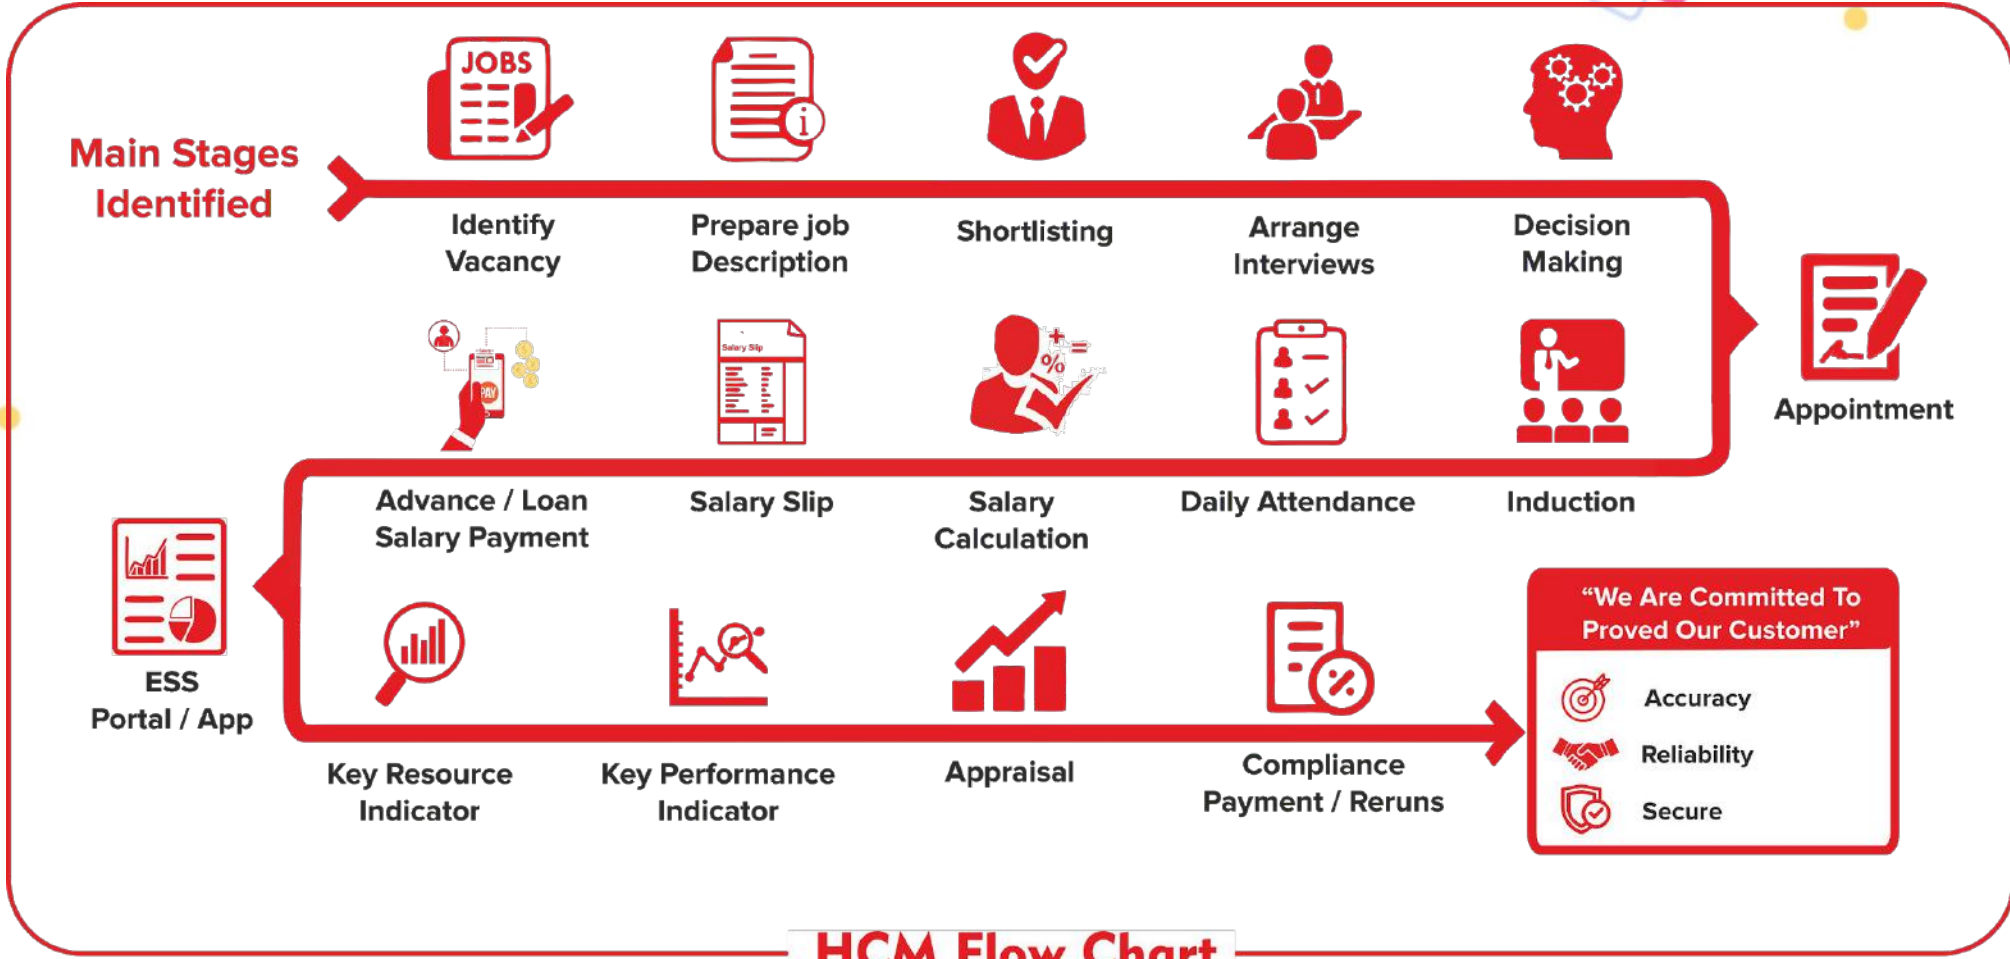 Main Stages
Identified
JOBS
Identify
Vacancy
Prepare job
Description
Shortlisting
Arrange
Interviews
Decision
Making
Appointment
Induction
Daily Attendance
Salary
Calculation
Salary Slip
Salary Slip
PAY
Advance / Loan
Salary Payment
ESS
Portal / App
Key Resource
Indicator
Key Performance
Indicator
Appraisal
Compliance
Payment / Reruns
“We Are Committed To
Proved Our Customer”
Accuracy
Reliability
Secure
HCM Flow Chart